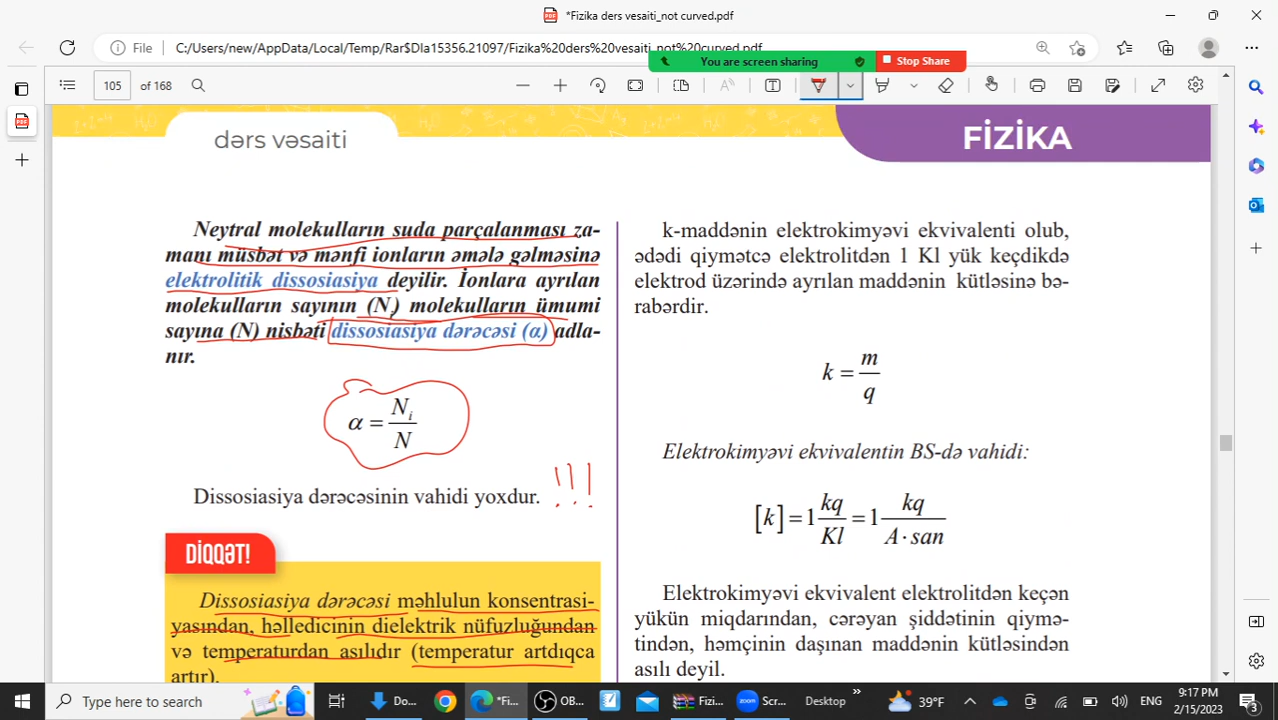 *Fizika ders vesaiti_not curved.pdf
File C:/Users/new/AppData/Local/Temp/Rar$DIa15356.21097/Fizika%20ders%20vesaiti_not%20curved.pdf
You are screen sharing Stop Share
105 of 168
dərs vəsaiti
FİZİKA
Neytral molekulların suda parçalanması za-
manı müsbət və mənfi ionların əmələ gəlməsinə
elektrolitik dissosiasiya deyilir. İonlara ayrılan
molekulların sayının (Nᵢ) molekulların ümumi
sayına (N) nisbəti dissosiasiya dərəcəsi (α) adla-
nır.
α = Nᵢ/N
Dissosiasiya dərəcəsinin vahidi yoxdur. !!!
DİQQƏT!
Dissosiasiya dərəcəsi məhlulun konsentrasi-
yasından, həlledicinin dielektrik nüfuzluğundan
və temperaturdan asılıdır (temperatur artdıqca
artır).
k-maddənin elektrokimyəvi ekvivalenti olub,
ədədi qiymətcə elektrolitdən 1 Kl yük keçdikdə
elektrod üzərində ayrılan maddənin kütləsinə bə-
rabərdir.
k = m/q
Elektrokimyəvi ekvivalentin BS-də vahidi:
[k] = 1 kq/Kl = 1 kq/A · san
Elektrokimyəvi ekvivalent elektrolitdən keçən
yükün miqdarından, cərəyan şiddətinin qiymə-
tindən, həmçinin daşınan maddənin kütləsindən
asılı deyil.
Type here to search
Do...
*Fi...
OB...
Fizi...
zoom
Scr...
Desktop
39°F
ENG
9:17 PM
2/15/2023
3